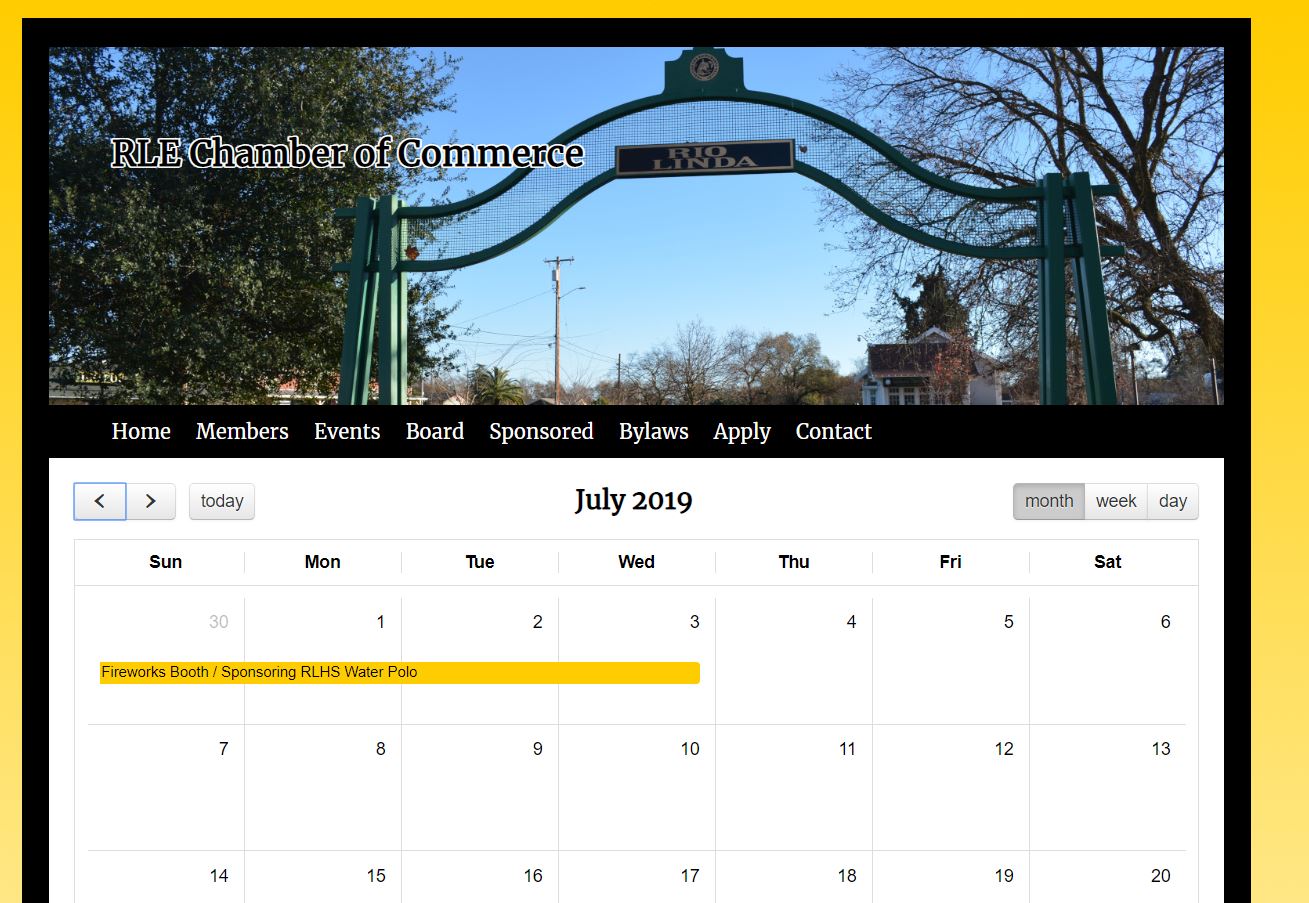 RLE Chamber of Commerce
RIO
LINDA
Home Members Events Board Sponsored Bylaws Apply Contact
< > today July 2019 month week day
Sun Mon Tue Wed Thu Fri Sat
30 1 2 3 4 5 6
Fireworks Booth / Sponsoring RLHS Water Polo
7 8 9 10 11 12 13
14 15 16 17 18 19 20